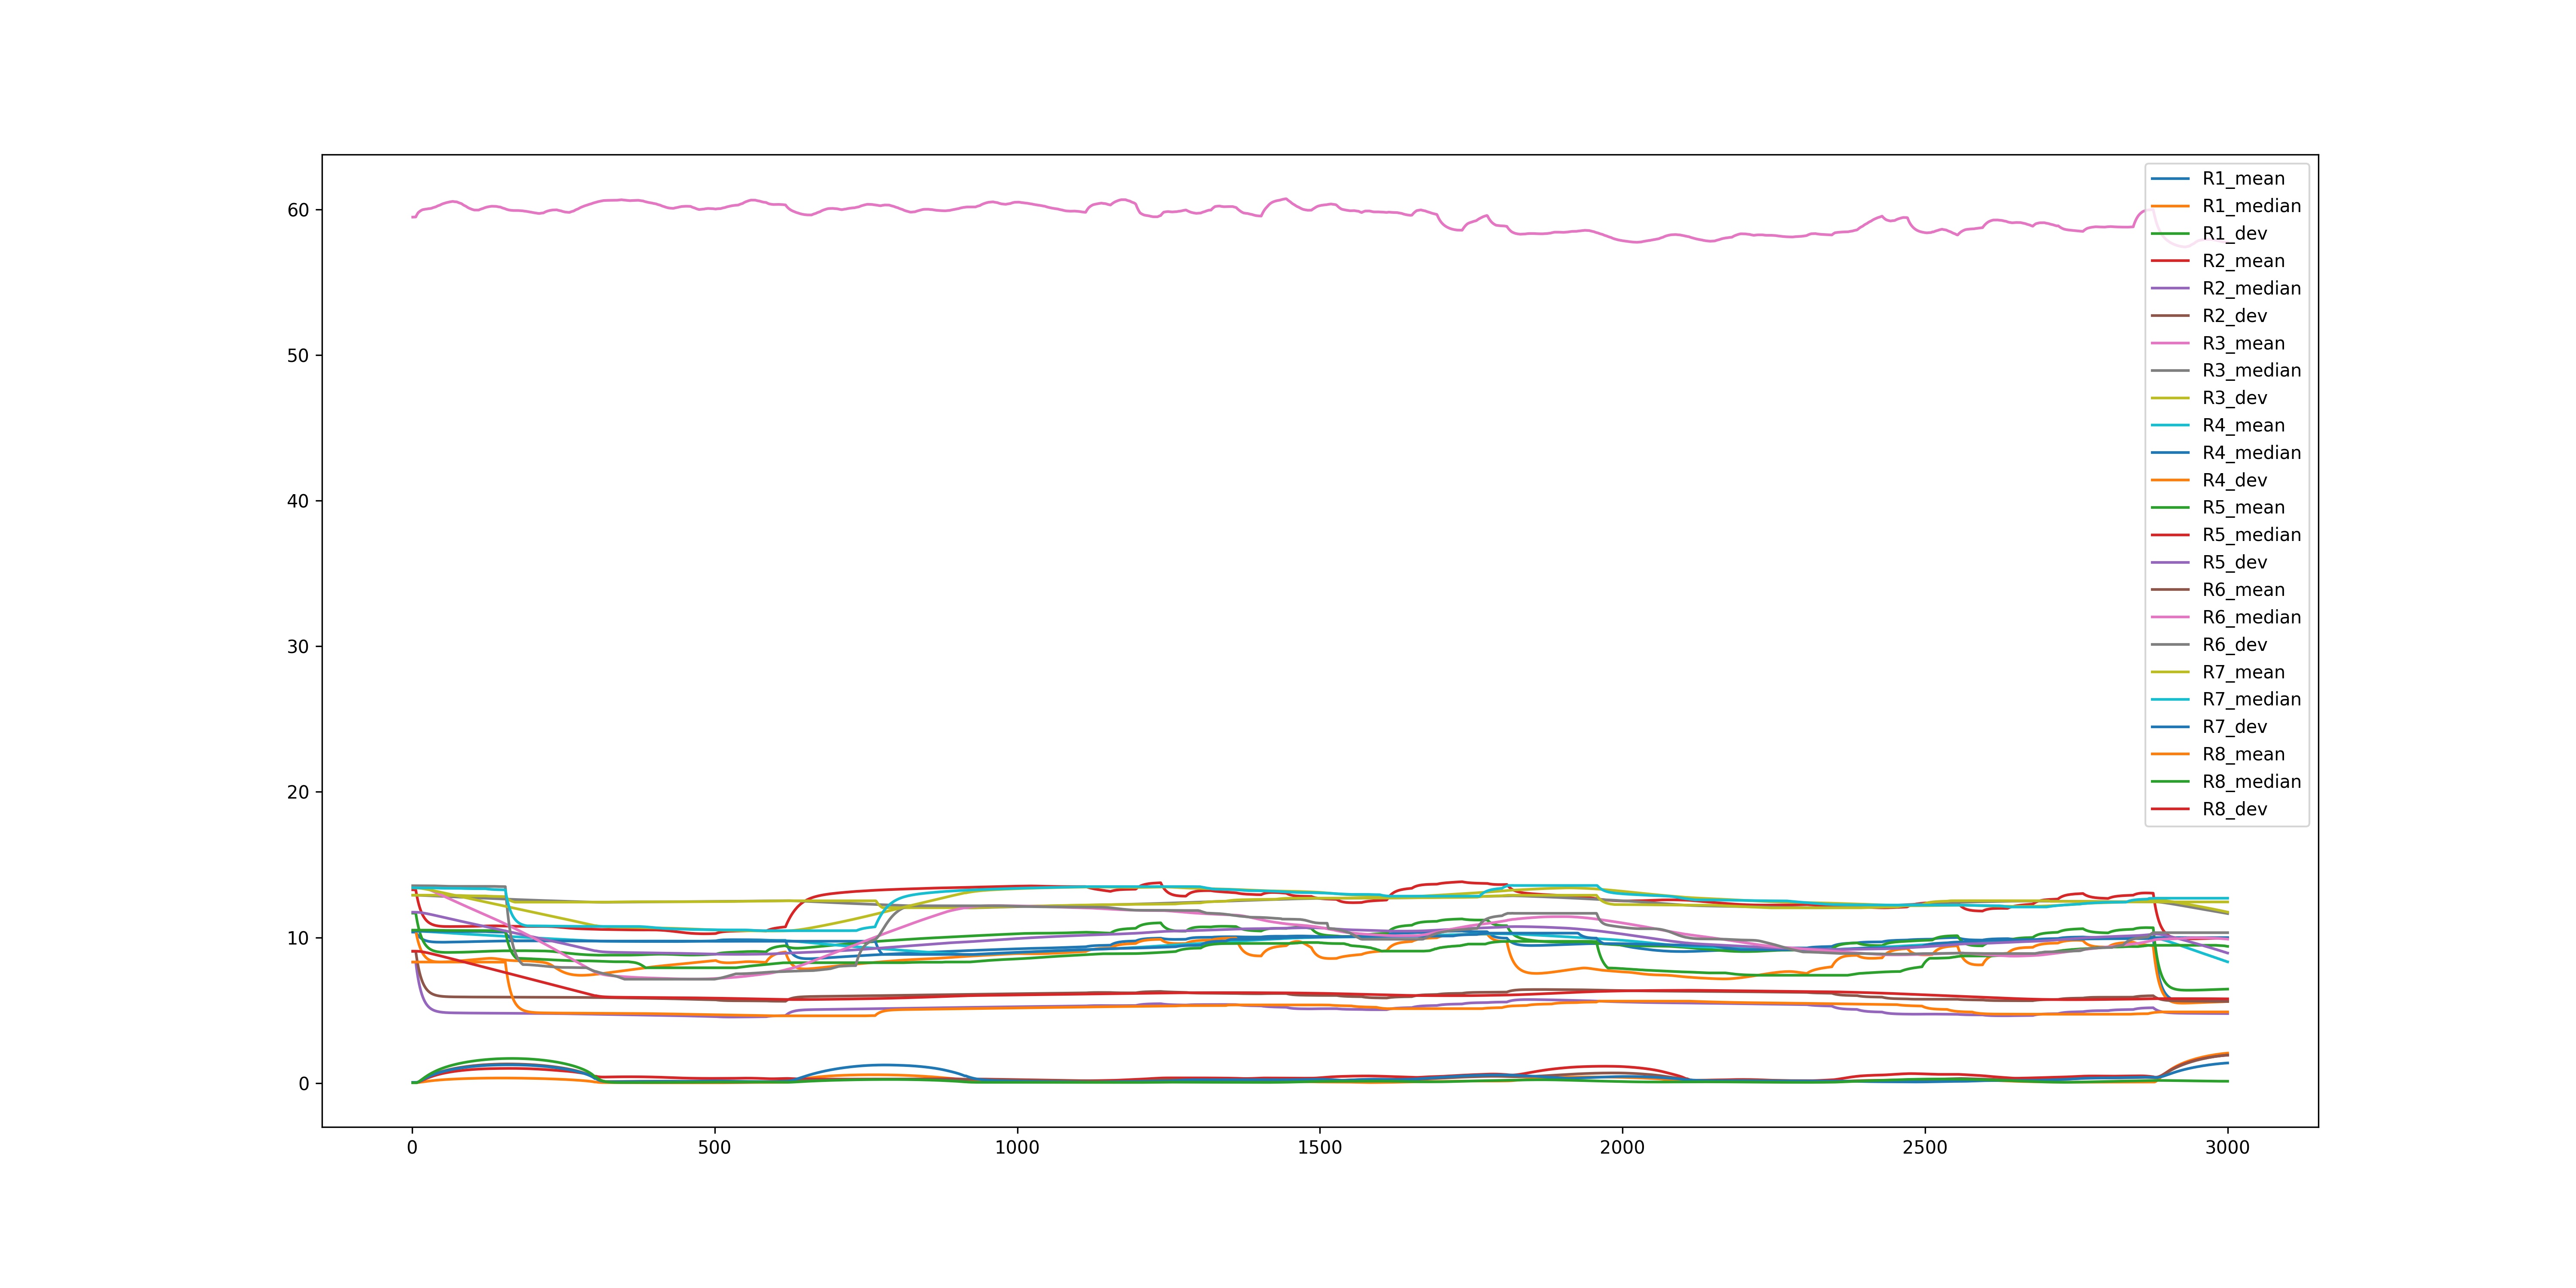 60
50
40
30
20
10
0
0 500 1000 1500 2000 2500 3000
R1_mean
R1_median
R1_dev
R2_mean
R2_median
R2_dev
R3_mean
R3_median
R3_dev
R4_mean
R4_median
R4_dev
R5_mean
R5_median
R5_dev
R6_mean
R6_median
R6_dev
R7_mean
R7_median
R7_dev
R8_mean
R8_median
R8_dev